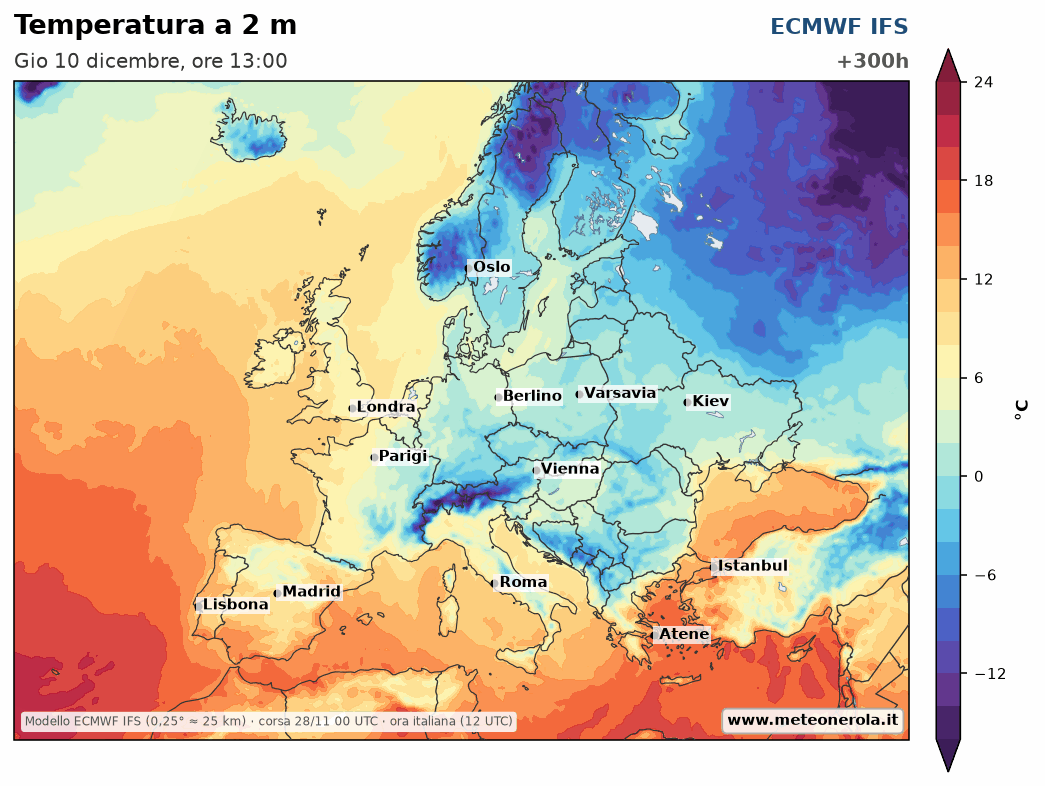 Temperatura a 2 m
ECMWF IFS
Gio 10 dicembre, ore 13:00
+300h
24
18
12
6
0
−6
−12
°C
Oslo
Londra
Berlino
Varsavia
Kiev
Parigi
Vienna
Istanbul
Roma
Madrid
Lisbona
Atene
Modello ECMWF IFS (0,25° ≈ 25 km) · corsa 28/11 00 UTC · ora italiana (12 UTC)
www.meteonerola.it